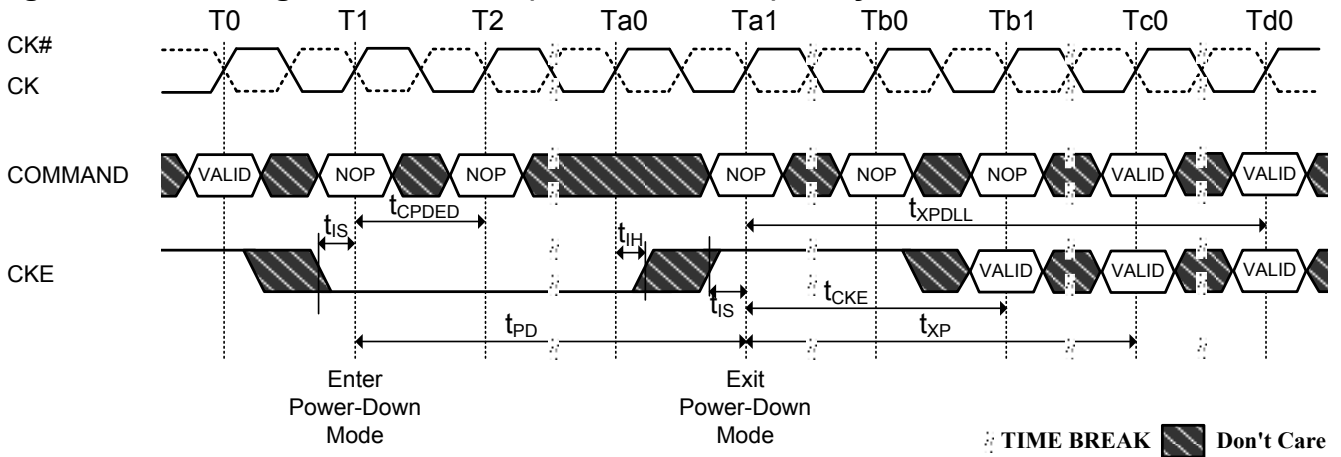 T0 T1 T2 Ta0 Ta1 Tb0 Tb1 Tc0 Td0
CK#
CK
COMMAND VALID NOP NOP NOP NOP NOP VALID VALID
tCPDED tXPDLL
tIS tIH
CKE VALID VALID VALID
tIS tCKE
tPD tXP
Enter
Power-Down
Mode
Exit
Power-Down
Mode
TIME BREAK Don't Care